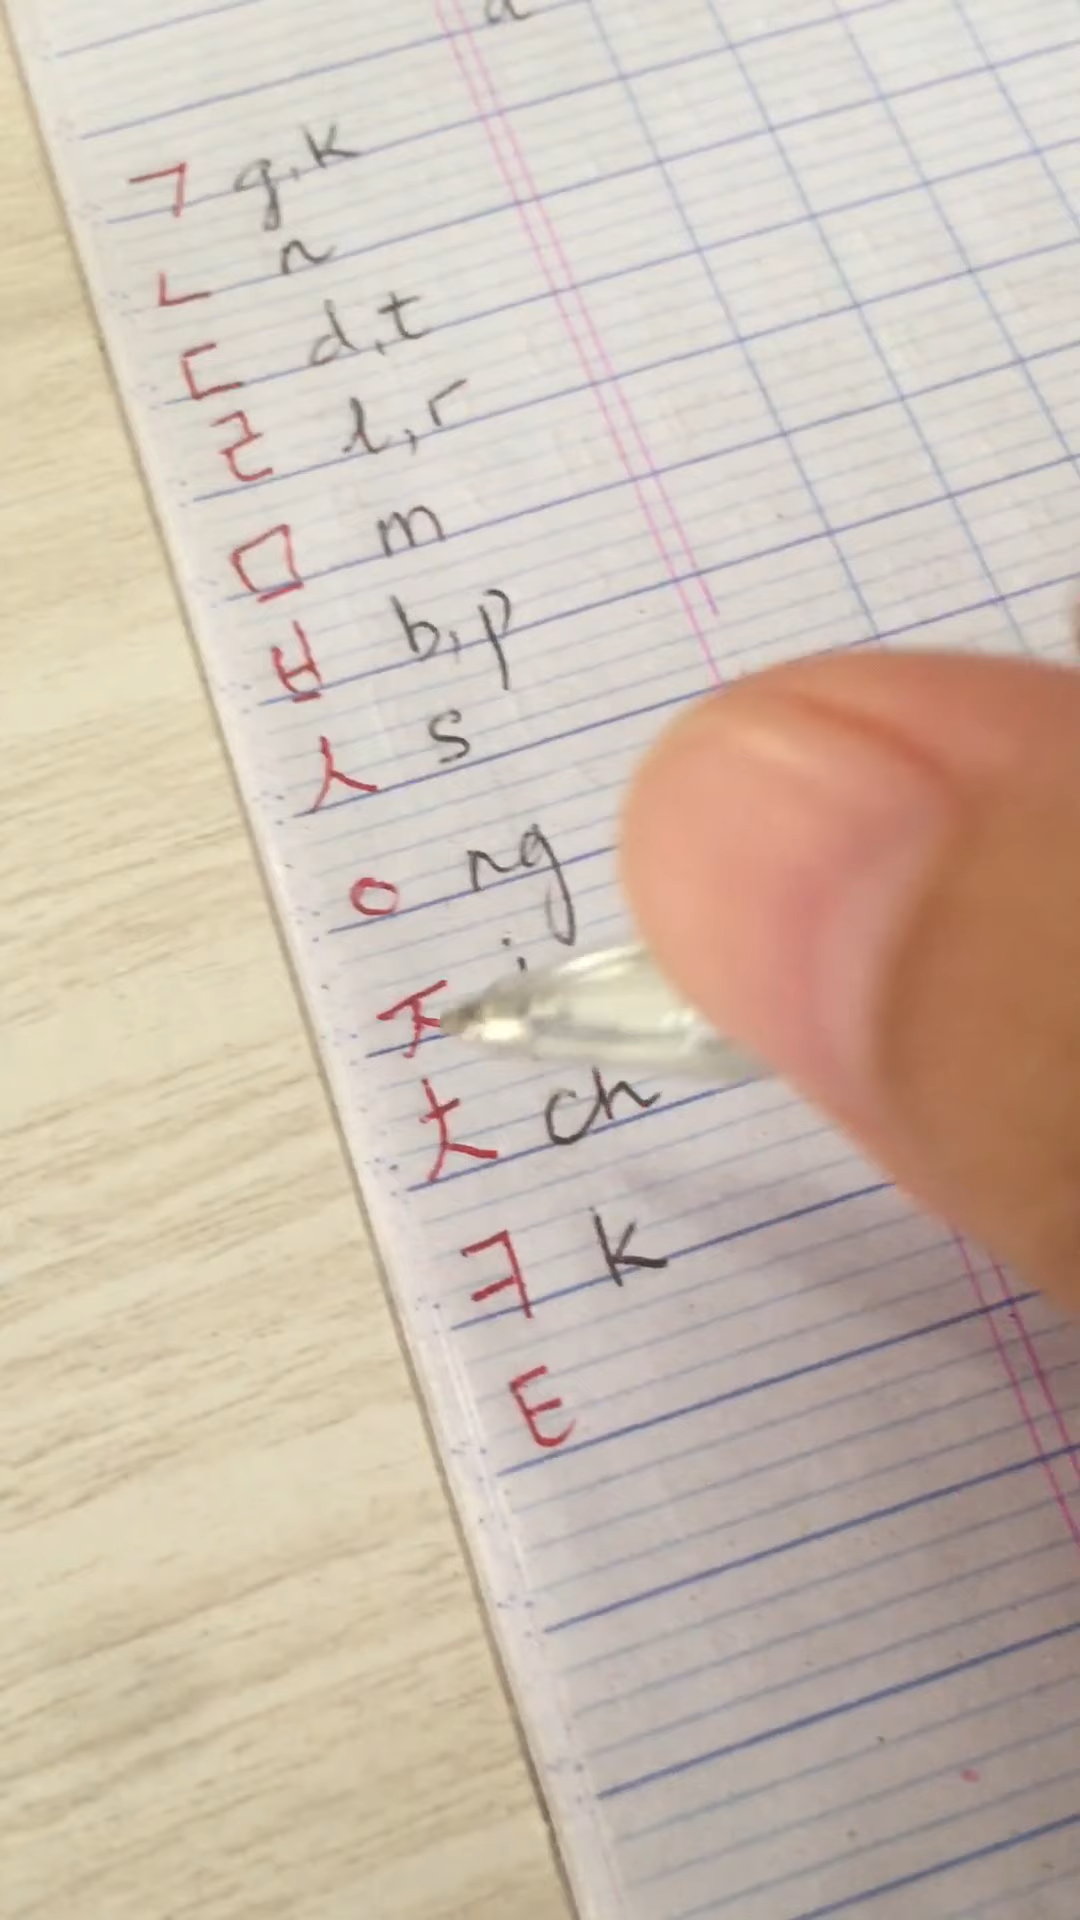 a
ㄱ g, k
ㄴ n
ㄷ d, t
ㄹ l, r
ㅁ m
ㅂ b, p
ㅅ s
ㅇ ng
ㅈ j
ㅊ ch
ㅋ k
ㅌ